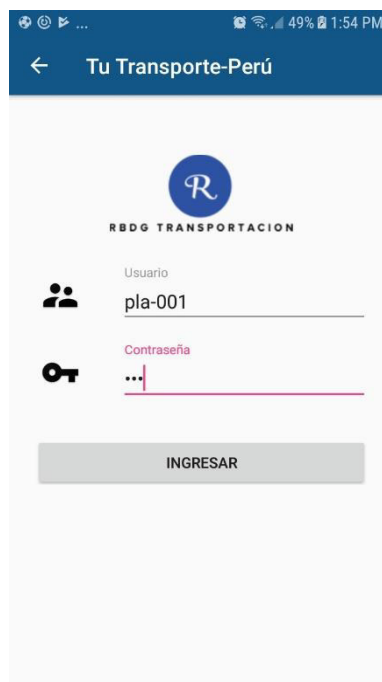 ... 49% 1:54 PM
Tu Transporte-Perú
R
RBDG TRANSPORTACION
Usuario
pla-001
Contraseña
•••
INGRESAR